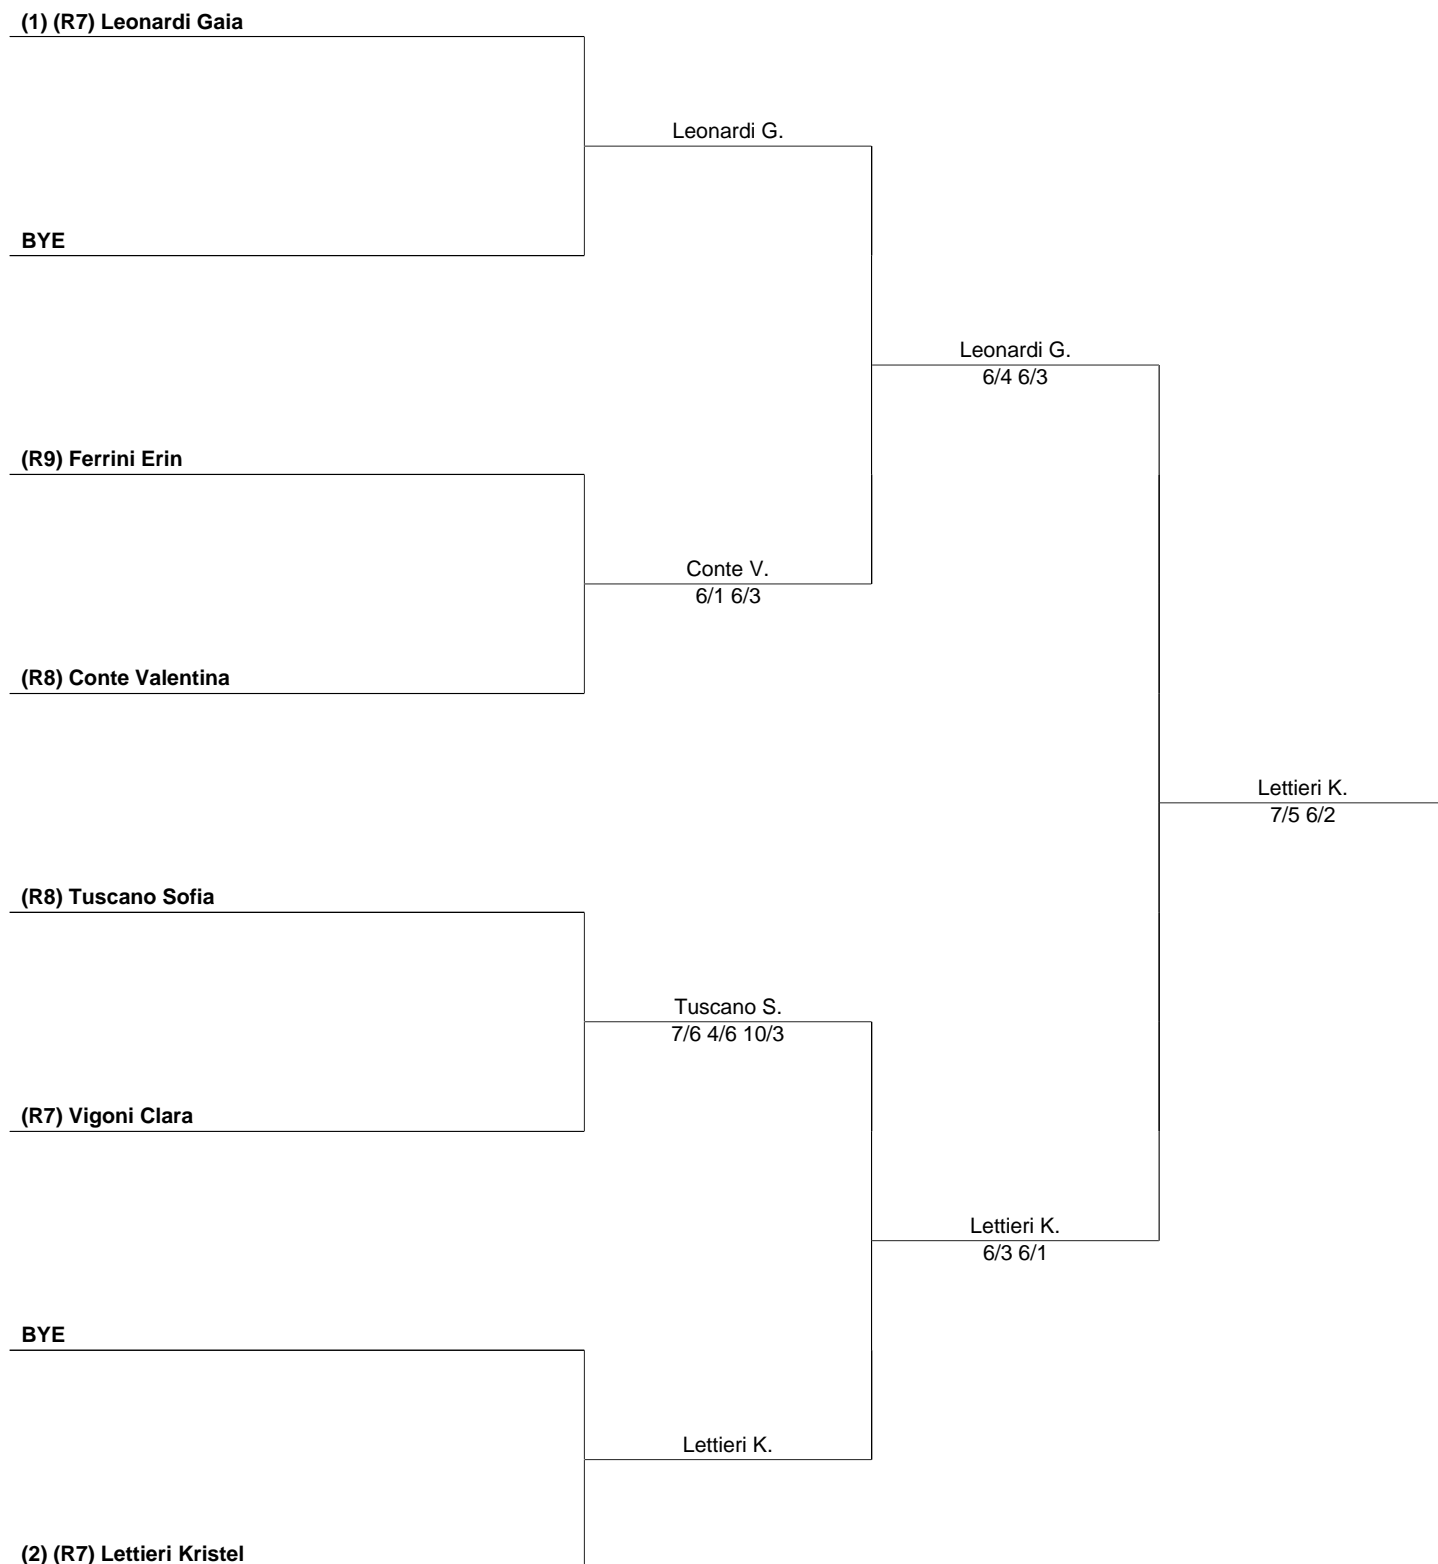 (1) (R7) Leonardi Gaia
Leonardi G.
BYE
Leonardi G.
6/4 6/3
(R9) Ferrini Erin
Conte V.
6/1 6/3
(R8) Conte Valentina
Lettieri K.
7/5 6/2
(R8) Tuscano Sofia
Tuscano S.
7/6 4/6 10/3
(R7) Vigoni Clara
Lettieri K.
6/3 6/1
BYE
Lettieri K.
(2) (R7) Lettieri Kristel